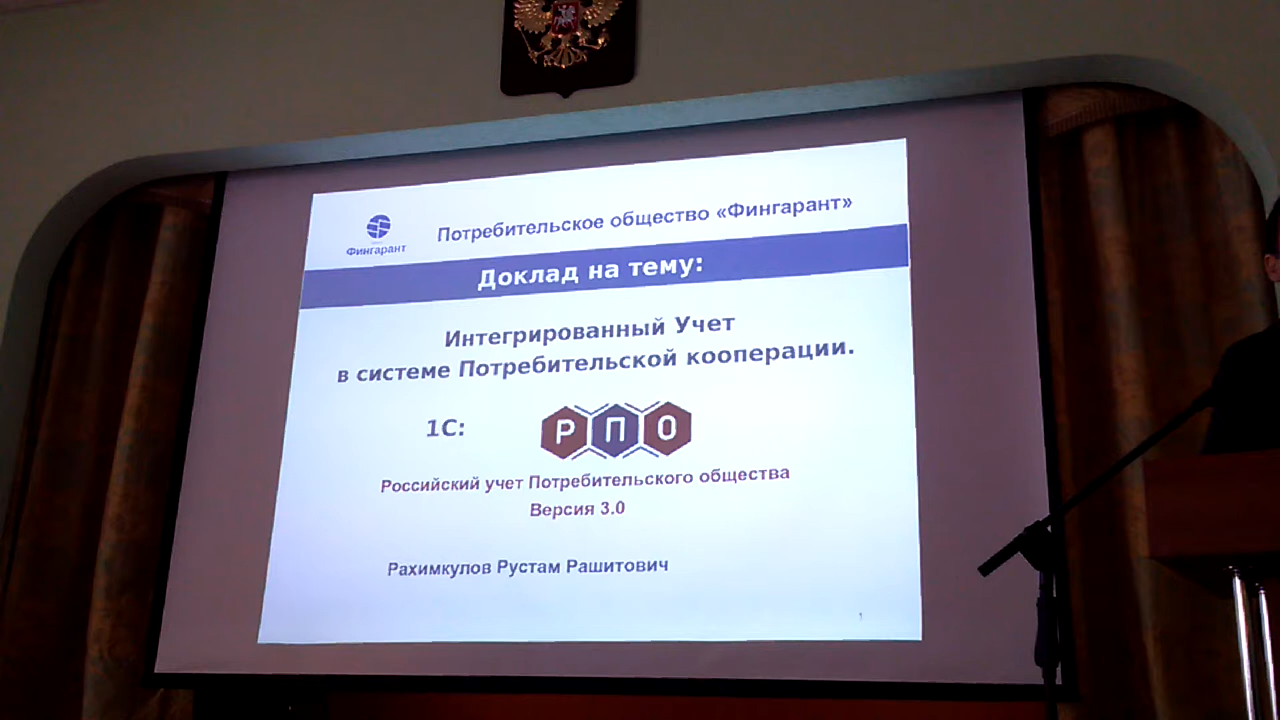 Потребительское общество «Фингарант»
Фингарант
Доклад на тему:
Интегрированный Учет
в системе Потребительской кооперации.
1С: РПО
Российский учет Потребительского общества
Версия 3.0
Рахимкулов Рустам Рашитович
1